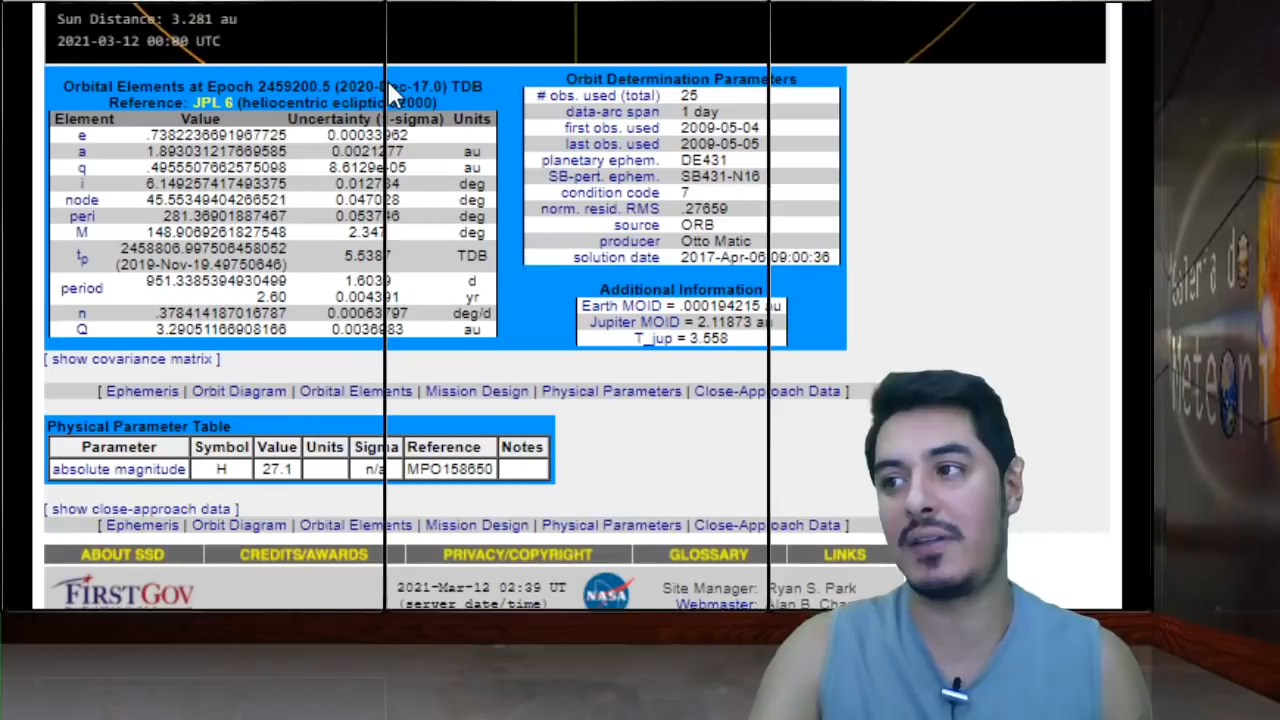 Sun Distance: 3.281 au
2021-03-12 00:00 UTC
Orbital Elements at Epoch 2459200.5 (2020-Dec-17.0) TDB
Reference: JPL 6 (heliocentric ecliptic J2000)
Element Value Uncertainty (1-sigma) Units
e .7382236691967725 0.00033962
a 1.893031217669585 0.0021277 au
q .4955507662575098 8.6129e-05 au
i 6.149257417493375 0.012784 deg
node 45.55349404266521 0.047028 deg
peri 281.36901887467 0.053746 deg
M 148.9069261827548 2.347 deg
tp 2458806.997506458052 5.5387 TDB
(2019-Nov-19.49750646)
period 951.3385394930499 1.6039 d
2.60 0.004391 yr
n .378414187016787 0.00063797 deg/d
Q 3.29051166908166 0.0036983 au
Orbit Determination Parameters
# obs. used (total) 25
data-arc span 1 day
first obs. used 2009-05-04
last obs. used 2009-05-05
planetary ephem. DE431
SB-pert. ephem. SB431-N16
condition code 7
norm. resid. RMS .27659
source ORB
producer Otto Matic
solution date 2017-Apr-06 09:00:36
Additional Information
Earth MOID = .000194215 au
Jupiter MOID = 2.11873 au
T_jup = 3.558
[ show covariance matrix ]
[ Ephemeris | Orbit Diagram | Orbital Elements | Mission Design | Physical Parameters | Close-Approach Data ]
Physical Parameter Table
Parameter Symbol Value Units Sigma Reference Notes
absolute magnitude H 27.1 n/a MPO158650
[ show close-approach data ]
[ Ephemeris | Orbit Diagram | Orbital Elements | Mission Design | Physical Parameters | Close-Approach Data ]
ABOUT SSD CREDITS/AWARDS PRIVACY/COPYRIGHT GLOSSARY LINKS
FIRSTGOV
2021-Mar-12 02:39 UT
(server date/time)
NASA
Site Manager: Ryan S. Park
Webmaster: Alan B.